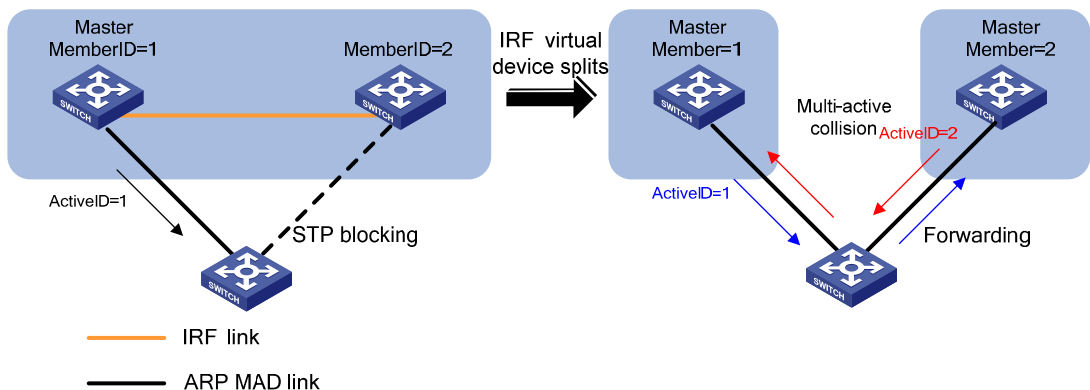 Master
MemberID=1
MemberID=2
SWITCH
SWITCH
ActiveID=1
STP blocking
SWITCH
IRF virtual
device splits
Master
Member=1
Master
Member=2
SWITCH
SWITCH
Multi-active
collision
ActiveID=2
ActiveID=1
Forwarding
SWITCH
IRF link
ARP MAD link